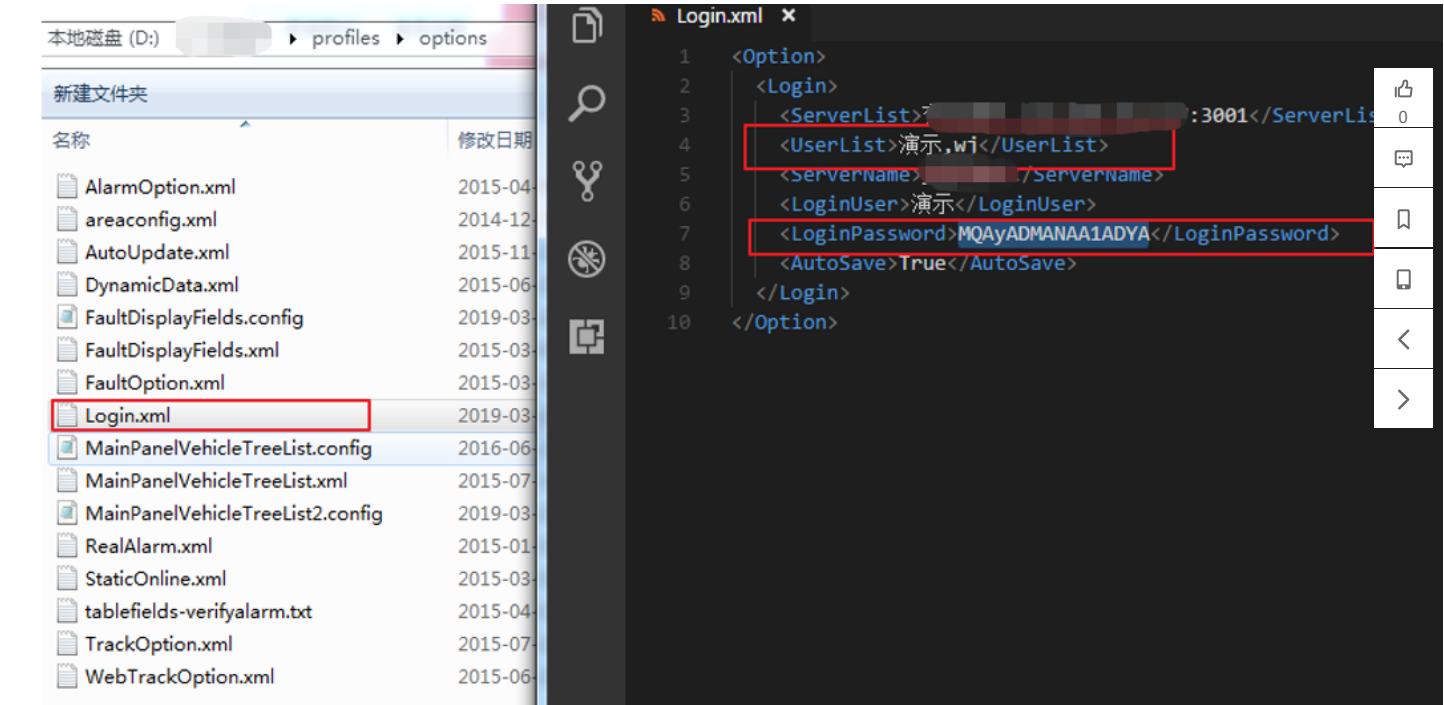 本地磁盘 (D:) profiles options
新建文件夹
名称 修改日期
AlarmOption.xml 2015-04-
areaconfig.xml 2014-12-
AutoUpdate.xml 2015-11-
DynamicData.xml 2015-06-
FaultDisplayFields.config 2019-03-
FaultDisplayFields.xml 2015-03-
FaultOption.xml 2015-03-
Login.xml 2019-03-
MainPanelVehicleTreeList.config 2016-06-
MainPanelVehicleTreeList.xml 2015-07-
MainPanelVehicleTreeList2.config 2019-03-
RealAlarm.xml 2015-01-
StaticOnline.xml 2015-03-
tablefields-verifyalarm.txt 2015-04-
TrackOption.xml 2015-07-
WebTrackOption.xml 2015-06-
Login.xml
1 <Option>
2 <Login>
3 <ServerList> :3001</ServerLis
4 <UserList>演示,wj</UserList>
5 <ServerName> /ServerName>
6 <LoginUser>演示</LoginUser>
7 <LoginPassword>MQAyADMANAA1ADYA</LoginPassword>
8 <AutoSave>True</AutoSave>
9 </Login>
10 </Option>
0